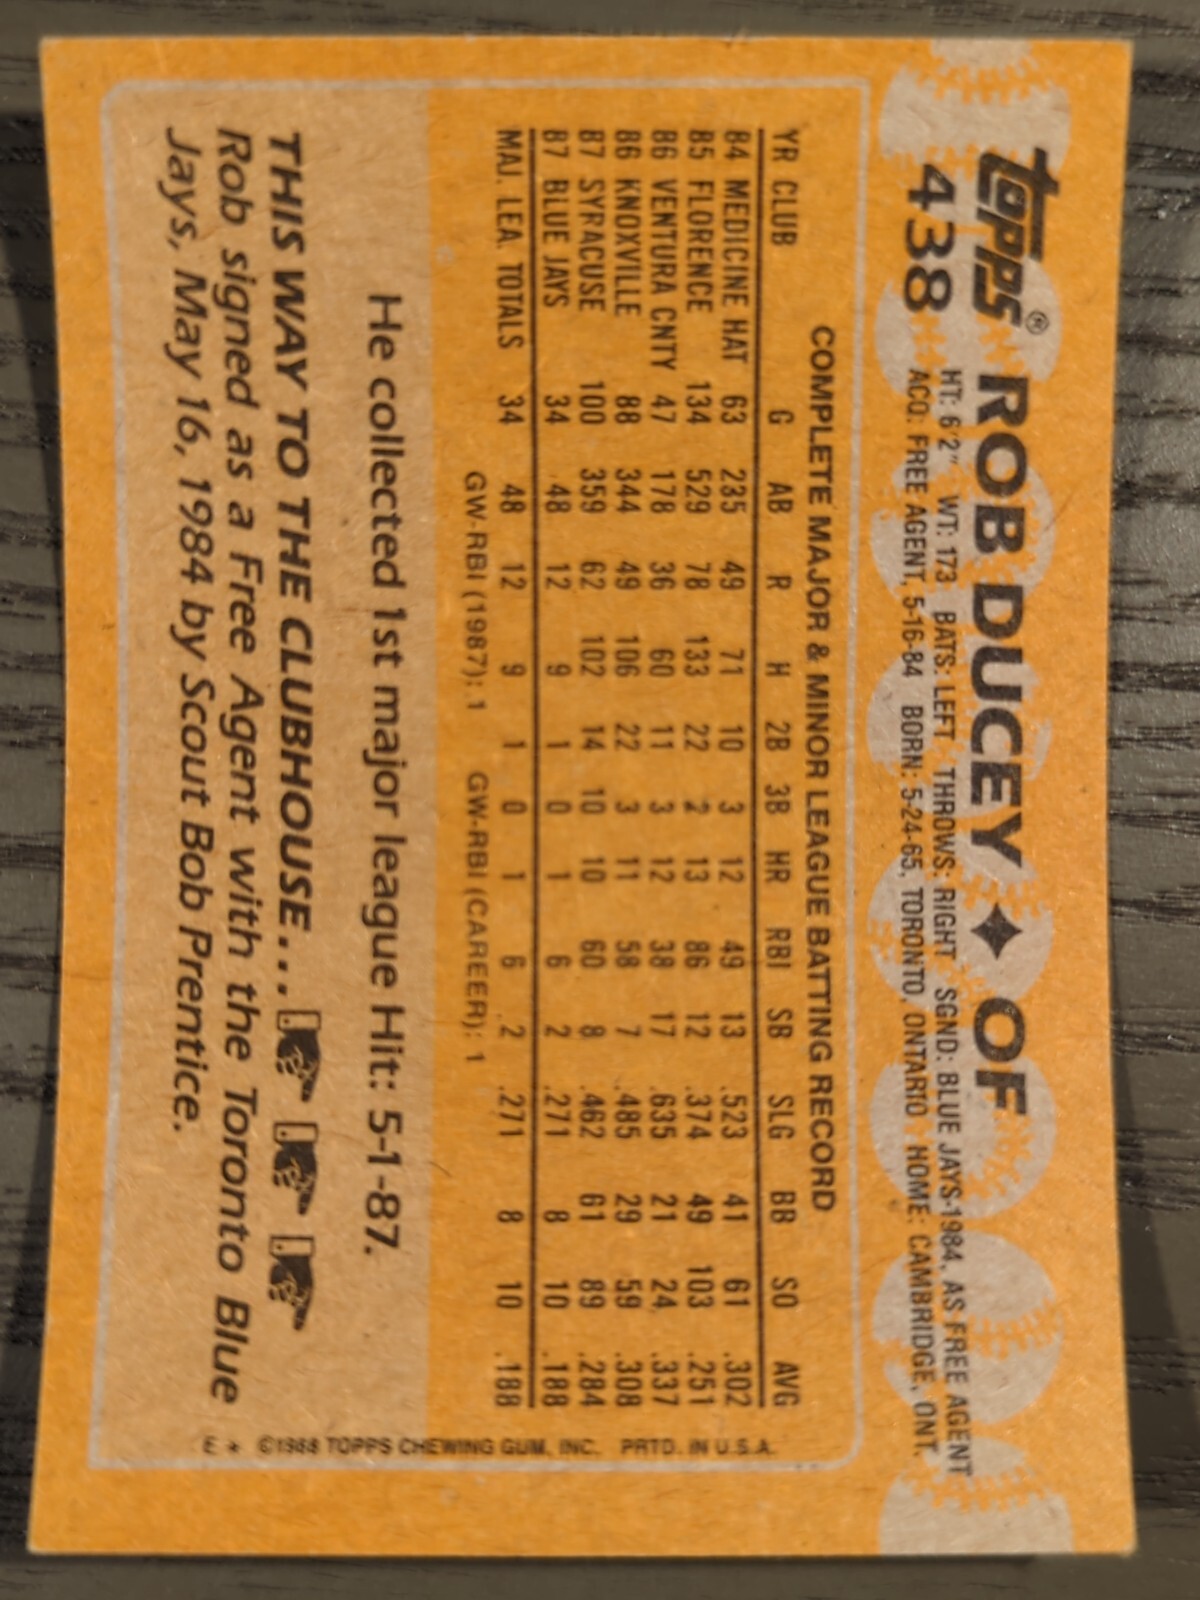 topps® ROB DUCEY ✦ OF
438 HT: 6'2" WT: 173 BATS: LEFT THROWS: RIGHT SGND: BLUE JAYS-1984, AS FREE AGENT
ACQ: FREE AGENT, 5-16-84 BORN: 5-24-65, TORONTO, ONTARIO HOME: CAMBRIDGE, ONT.
COMPLETE MAJOR & MINOR LEAGUE BATTING RECORD
YR CLUB G AB R H 2B 3B HR RBI SB SLG BB SO AVG
84 MEDICINE HAT 63 235 49 71 10 3 12 49 13 .523 41 61 .302
85 FLORENCE 134 529 78 133 22 2 13 86 12 .374 49 103 .251
86 VENTURA CNTY 47 178 36 60 11 3 12 38 17 .635 21 24 .337
86 KNOXVILLE 88 344 49 106 22 3 11 58 7 .485 29 59 .308
87 SYRACUSE 100 359 62 102 14 10 10 60 8 .462 61 89 .284
87 BLUE JAYS 34 48 12 9 1 0 1 6 2 .271 8 10 .188
MAJ. LEA. TOTALS 34 48 12 9 1 0 1 6 2 .271 8 10 .188
GW-RBI (1987): 1 GW-RBI (CAREER): 1
He collected 1st major league Hit: 5-1-87.
THIS WAY TO THE CLUBHOUSE...
Rob signed as a Free Agent with the Toronto Blue
Jays, May 16, 1984 by Scout Bob Prentice.
E * ©1988 TOPPS CHEWING GUM, INC. PRTD. IN U.S.A.